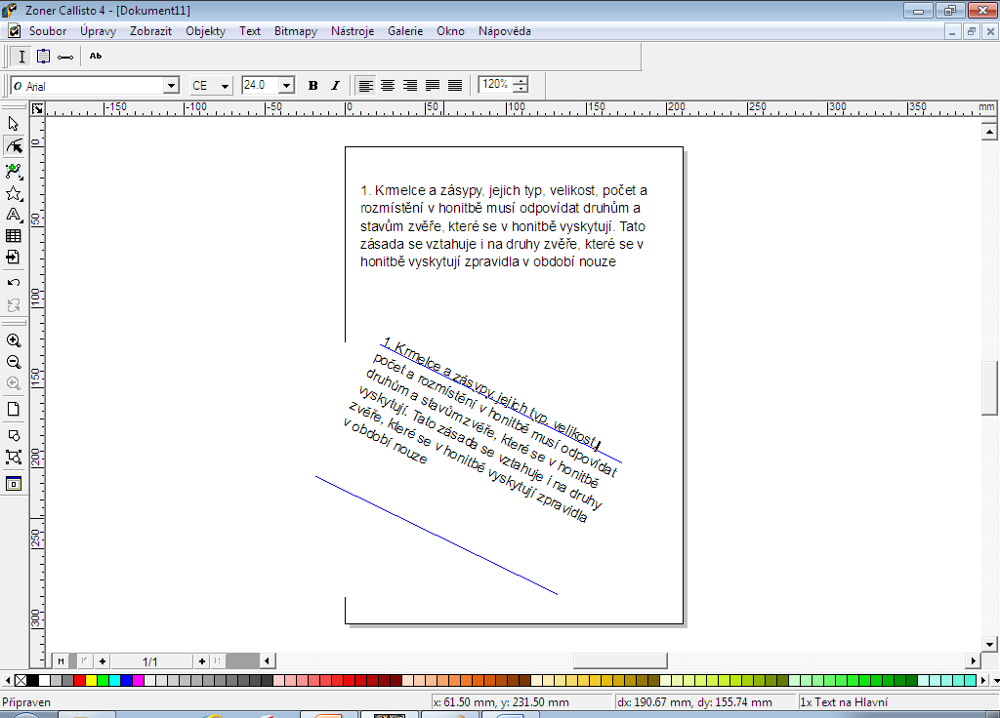 Zoner Callisto 4 - [Dokument11]
Soubor Úpravy Zobrazit Objekty Text Bitmapy Nástroje Galerie Okno Nápověda
Ab
O Arial CE 24.0 B I 120%
-150 -100 -50 0 50 100 150 200 250 300 350 mm
0
50
100
150
200
250
300
1. Krmelce a zásypy, jejich typ, velikost, počet a
rozmístění v honitbě musí odpovídat druhům a
stavům zvěře, které se v honitbě vyskytují. Tato
zásada se vztahuje i na druhy zvěře, které se v
honitbě vyskytují zpravidla v období nouze
1. Krmelce a zásypy, jejich typ, velikost,
počet a rozmístění v honitbě musí odpovídat
druhům a stavům zvěře, které se v honitbě
vyskytují. Tato zásada se vztahuje i na druhy
zvěře, které se v honitbě vyskytují zpravidla
v období nouze
M 1/1
Připraven x: 61.50 mm, y: 231.50 mm dx: 190.67 mm, dy: 155.74 mm 1x Text na Hlavní